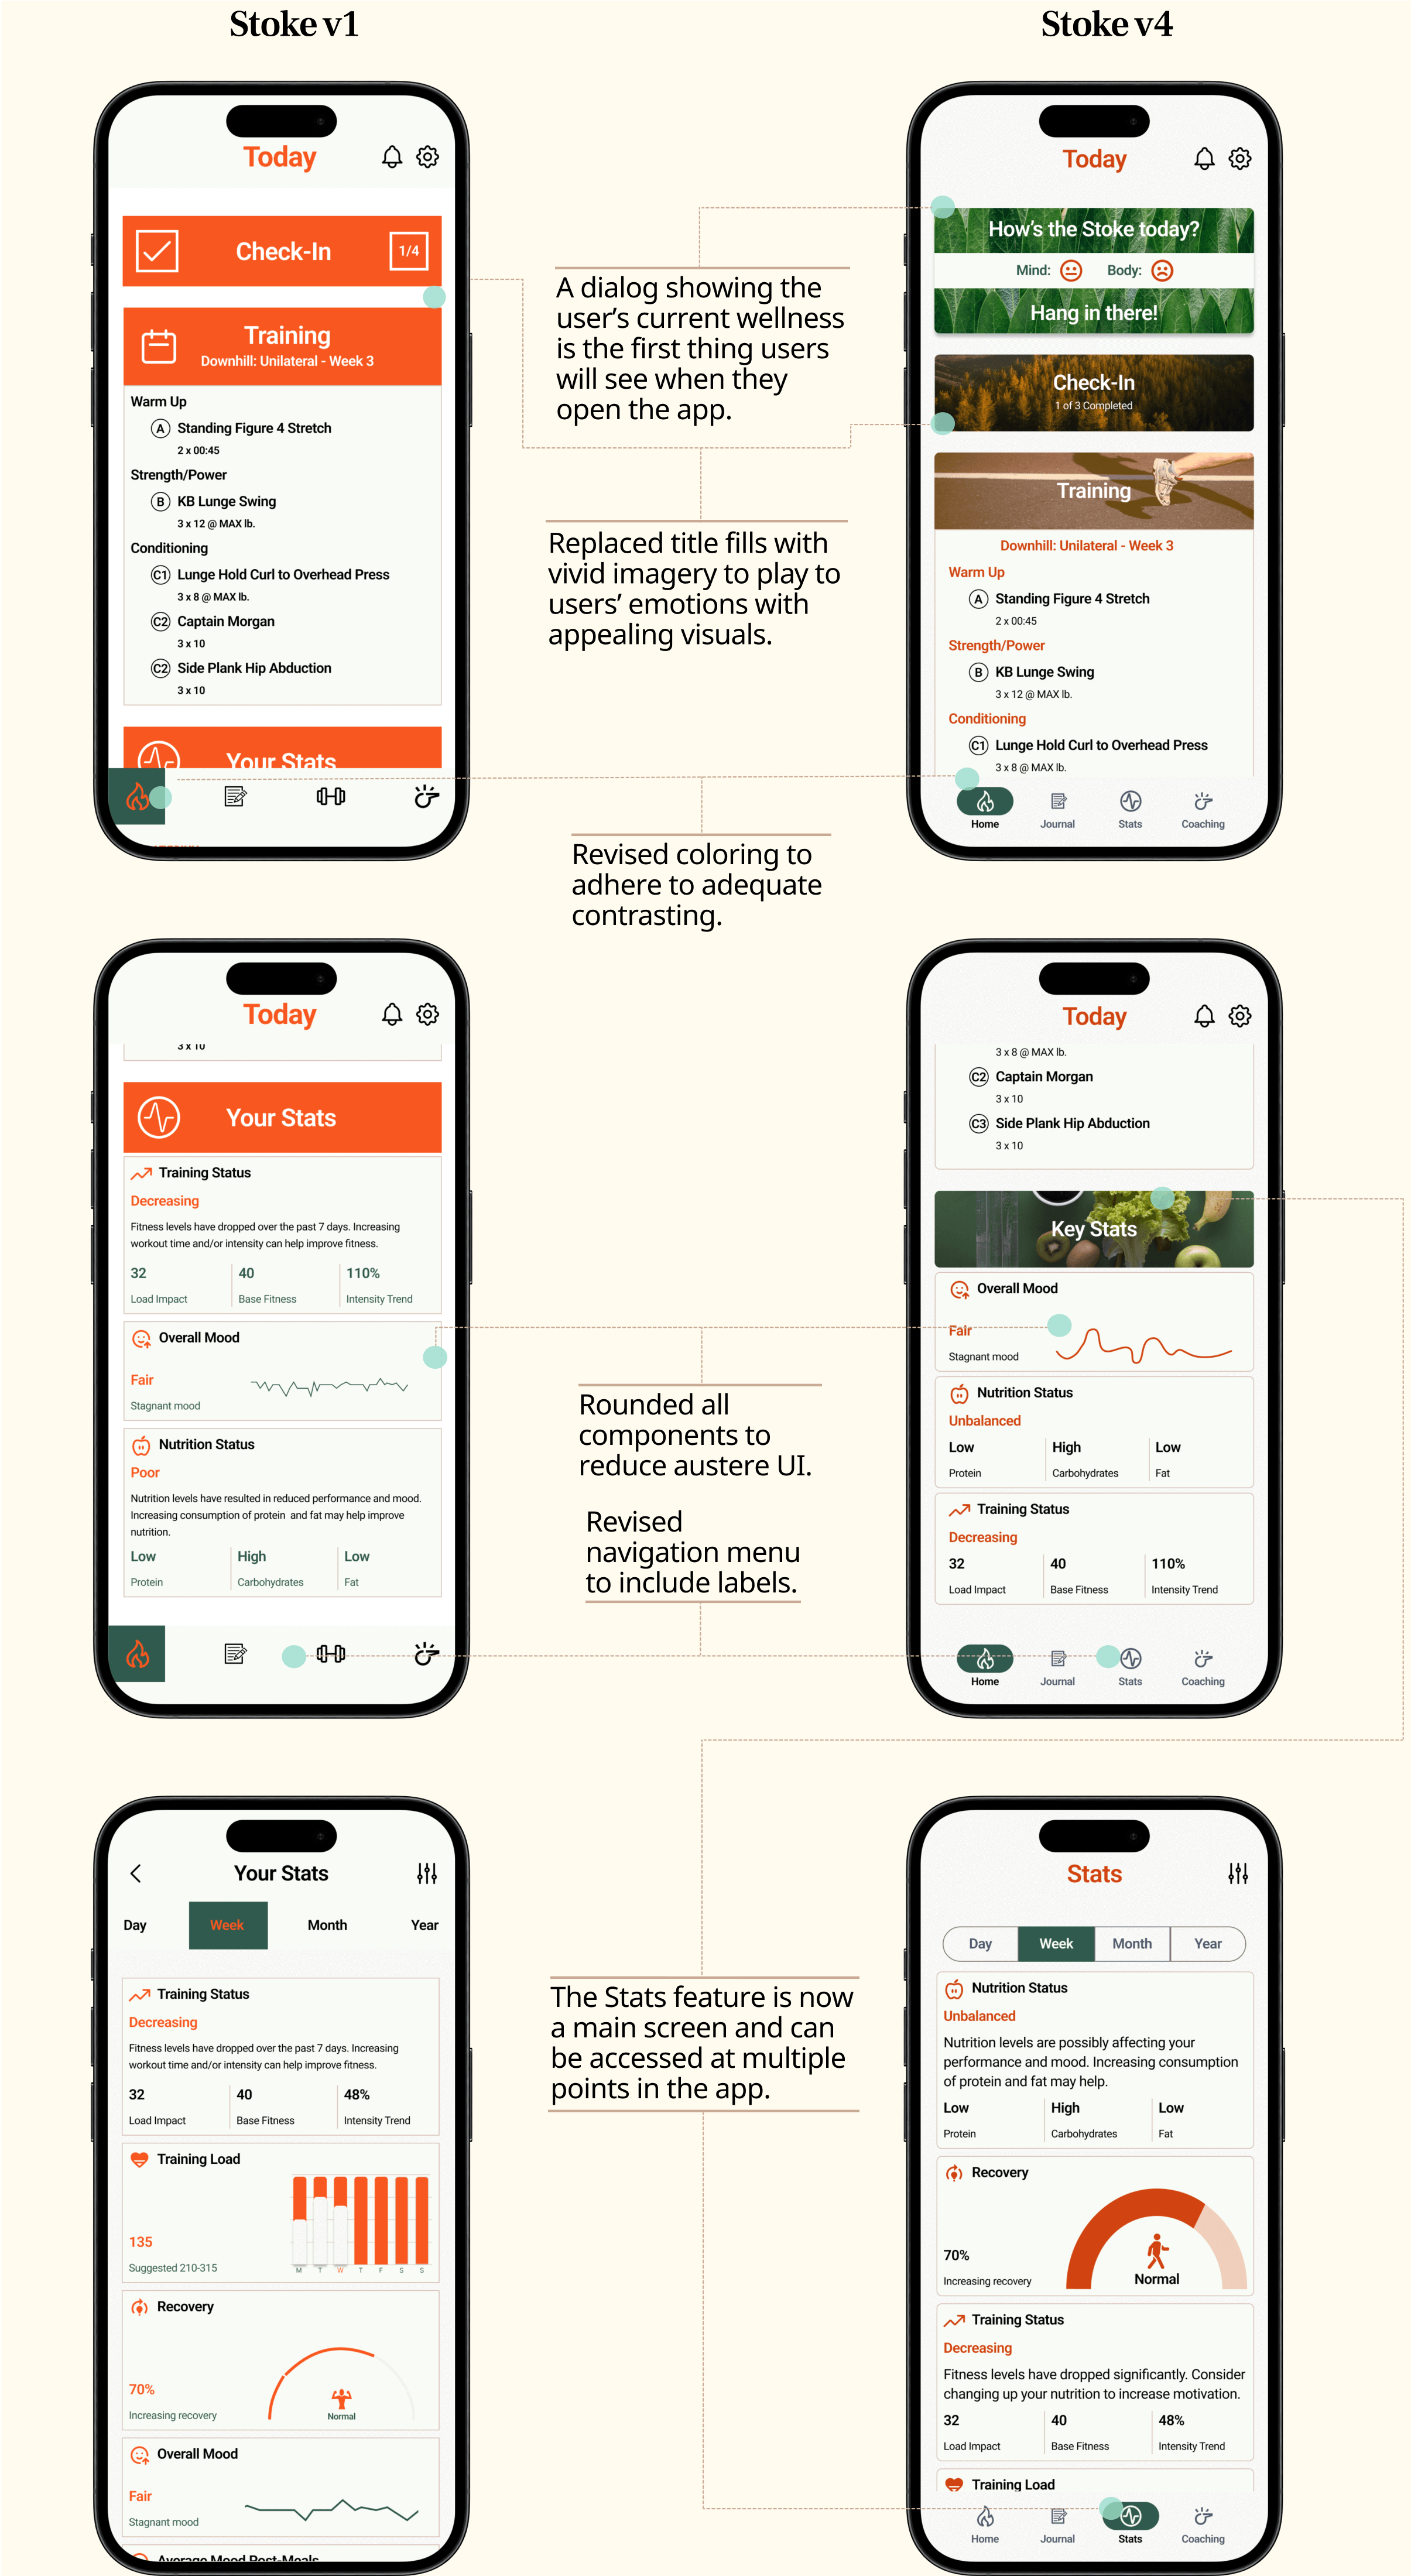 Stoke v1
Stoke v4
Today
Check-In
1/4
Training
Downhill: Unilateral - Week 3
Warm Up
A Standing Figure 4 Stretch
2 x 00:45
Strength/Power
B KB Lunge Swing
3 x 12 @ MAX lb.
Conditioning
C1 Lunge Hold Curl to Overhead Press
3 x 8 @ MAX lb.
C2 Captain Morgan
3 x 10
C2 Side Plank Hip Abduction
3 x 10
Your Stats
A dialog showing the
user's current wellness
is the first thing users
will see when they
open the app.
Replaced title fills with
vivid imagery to play to
users' emotions with
appealing visuals.
Revised coloring to
adhere to adequate
contrasting.
Today
How's the Stoke today?
Mind: Body:
Hang in there!
Check-In
1 of 3 Completed
Training
Downhill: Unilateral - Week 3
Warm Up
A Standing Figure 4 Stretch
2 x 00:45
Strength/Power
B KB Lunge Swing
3 x 12 @ MAX lb.
Conditioning
C1 Lunge Hold Curl to Overhead Press
3 x 8 @ MAX lb.
Home Journal Stats Coaching
Today
3 x 10
Your Stats
Training Status
Decreasing
Fitness levels have dropped over the past 7 days. Increasing
workout time and/or intensity can help improve fitness.
32 40 110%
Load Impact Base Fitness Intensity Trend
Overall Mood
Fair
Stagnant mood
Nutrition Status
Poor
Nutrition levels have resulted in reduced performance and mood.
Increasing consumption of protein and fat may help improve
nutrition.
Low High Low
Protein Carbohydrates Fat
Rounded all
components to
reduce austere UI.
Revised
navigation menu
to include labels.
Today
3 x 8 @ MAX lb.
C2 Captain Morgan
3 x 10
C3 Side Plank Hip Abduction
3 x 10
Key Stats
Overall Mood
Fair
Stagnant mood
Nutrition Status
Unbalanced
Low High Low
Protein Carbohydrates Fat
Training Status
Decreasing
32 40 110%
Load Impact Base Fitness Intensity Trend
Home Journal Stats Coaching
Your Stats
Day Week Month Year
Training Status
Decreasing
Fitness levels have dropped over the past 7 days. Increasing
workout time and/or intensity can help improve fitness.
32 40 48%
Load Impact Base Fitness Intensity Trend
Training Load
135
Suggested 210-315
M T W T F S S
Recovery
70%
Increasing recovery
Normal
Overall Mood
Fair
Stagnant mood
Average Mood Post-Meals
The Stats feature is now
a main screen and can
be accessed at multiple
points in the app.
Stats
Day Week Month Year
Nutrition Status
Unbalanced
Nutrition levels are possibly affecting your
performance and mood. Increasing consumption
of protein and fat may help.
Low High Low
Protein Carbohydrates Fat
Recovery
70%
Increasing recovery
Normal
Training Status
Decreasing
Fitness levels have dropped significantly. Consider
changing up your nutrition to increase motivation.
32 40 48%
Load Impact Base Fitness Intensity Trend
Training Load
Home Journal Stats Coaching